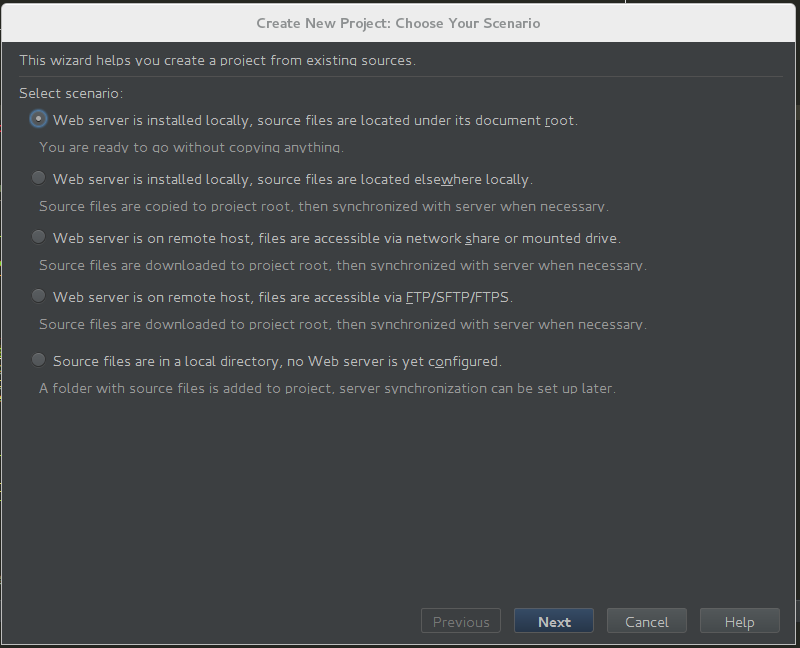 Create New Project: Choose Your Scenario
This wizard helps you create a project from existing sources.
Select scenario:
Web server is installed locally, source files are located under its document root.
You are ready to go without copying anything.
Web server is installed locally, source files are located elsewhere locally.
Source files are copied to project root, then synchronized with server when necessary.
Web server is on remote host, files are accessible via network share or mounted drive.
Source files are downloaded to project root, then synchronized with server when necessary.
Web server is on remote host, files are accessible via FTP/SFTP/FTPS.
Source files are downloaded to project root, then synchronized with server when necessary.
Source files are in a local directory, no Web server is yet configured.
A folder with source files is added to project, server synchronization can be set up later.
Previous Next Cancel Help